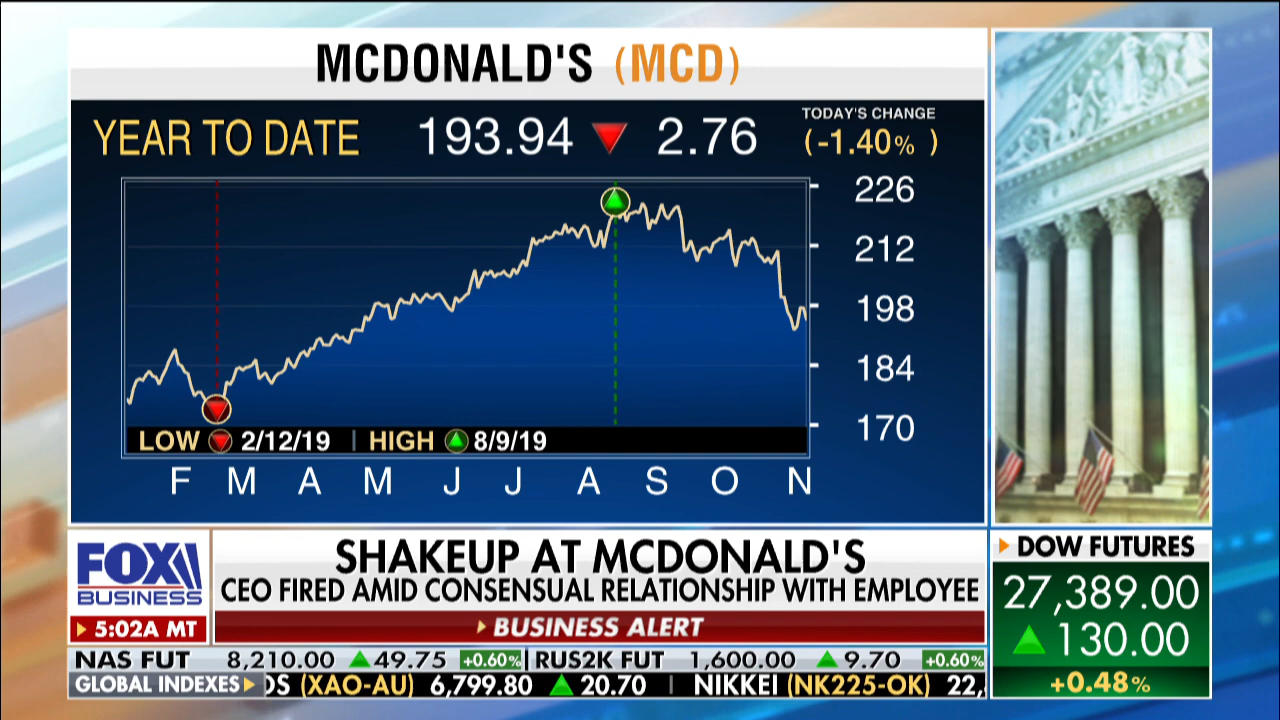 MCDONALD'S (MCD)
YEAR TO DATE 193.94 2.76
TODAY'S CHANGE
(-1.40%)
226
212
198
184
170
LOW 2/12/19 | HIGH 8/9/19
F M A M J J A S O N
FOX BUSINESS
5:02A MT
SHAKEUP AT MCDONALD'S
CEO FIRED AMID CONSENSUAL RELATIONSHIP WITH EMPLOYEE
BUSINESS ALERT
DOW FUTURES
27,389.00
130.00
+0.48%
NAS FUT 8,210.00 49.75 +0.60% RUS2K FUT 1,600.00 9.70 +0.60%
GLOBAL INDEXES (XAO-AU) 6,799.80 20.70 | NIKKEI (NK225-OK) 22,